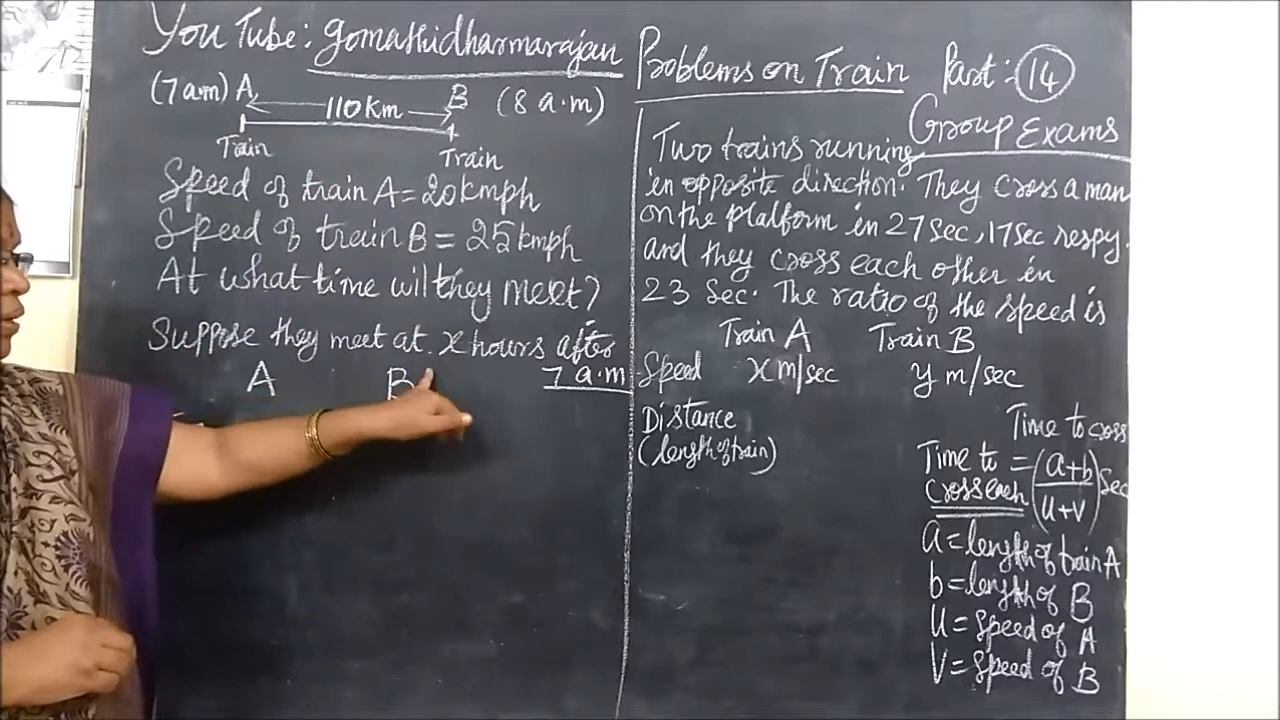 YouTube: gomathidharmarajan
Problems on Train Part: 14
Group Exams
(7 a.m) A 110 Km B (8 a.m)
Train Train
Speed of train A = 20 kmph
Speed of train B = 25 kmph
At what time will they meet?
Suppose they meet at x hours after
7 a.m
A B
Two trains running
in opposite direction. They cross a man
on the platform in 27 sec, 17 sec respy.
and they cross each other in
23 sec. The ratio of the speed is
Train A Train B
Speed x m/sec y m/sec
Distance
(length of train)
Time to cross
Time to cross each = (a+b / u+v) sec
a = length of train A
b = length of B
u = speed of A
v = speed of B